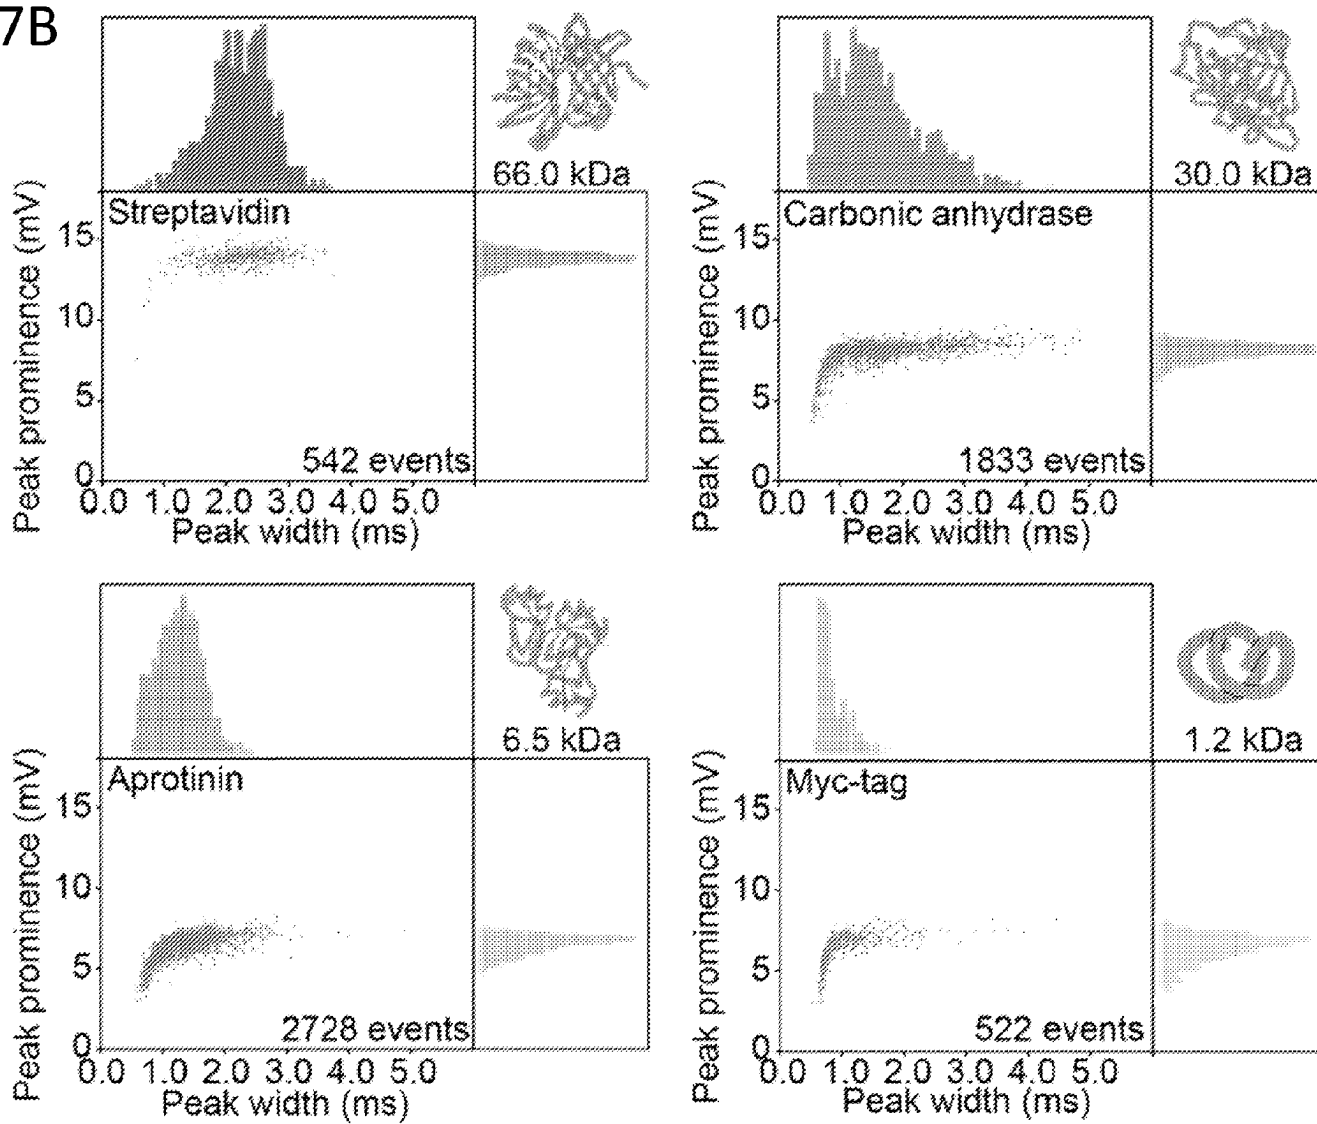 7B
66.0 kDa
Streptavidin
Peak prominence (mV)
15
10
5
0
542 events
0.0 1.0 2.0 3.0 4.0 5.0
Peak width (ms)
30.0 kDa
Carbonic anhydrase
Peak prominence (mV)
15
10
5
0
1833 events
0.0 1.0 2.0 3.0 4.0 5.0
Peak width (ms)
6.5 kDa
Aprotinin
Peak prominence (mV)
15
10
5
0
2728 events
0.0 1.0 2.0 3.0 4.0 5.0
Peak width (ms)
1.2 kDa
Myc-tag
Peak prominence (mV)
15
10
5
0
522 events
0.0 1.0 2.0 3.0 4.0 5.0
Peak width (ms)